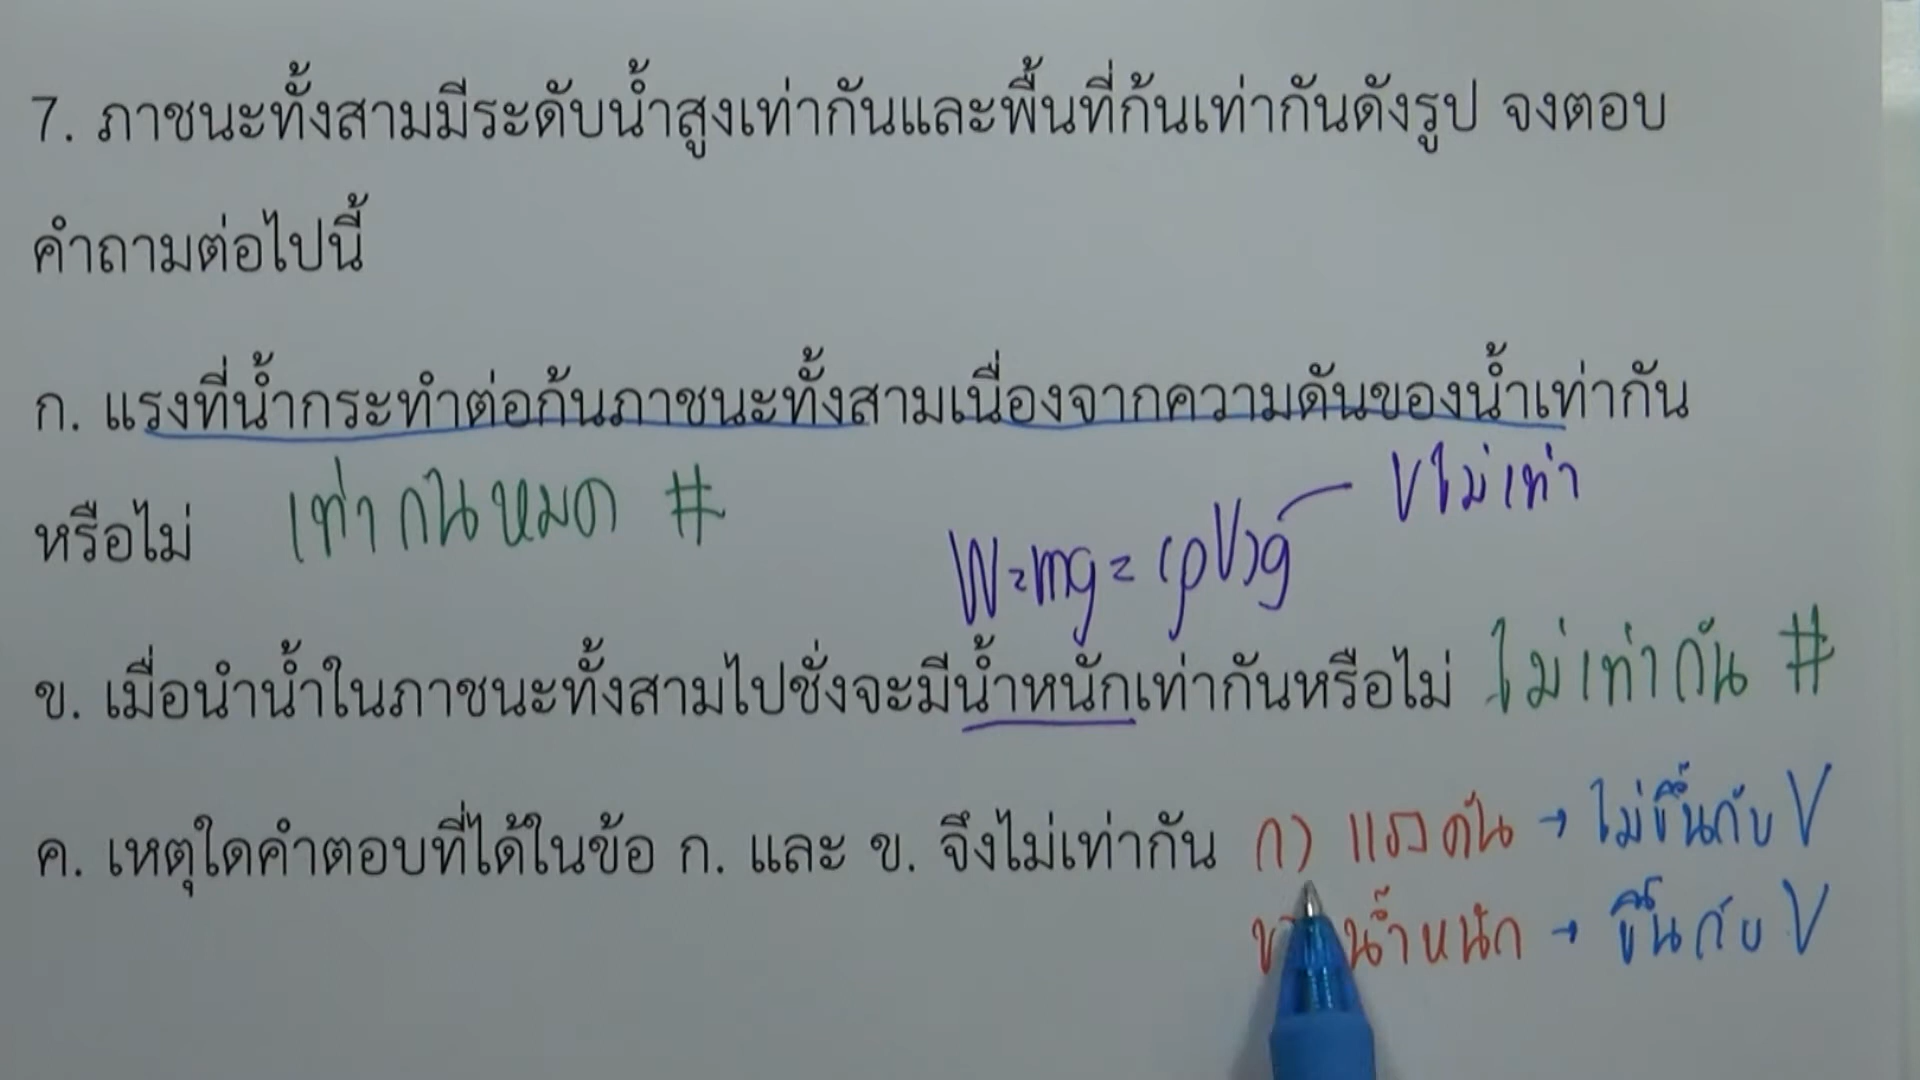 7. ภาชนะทั้งสามมีระดับน้ำสูงเท่ากันและพื้นที่ก้นเท่ากันดังรูป จงตอบ
คำถามต่อไปนี้
ก. แรงที่น้ำกระทำต่อก้นภาชนะทั้งสามเนื่องจากความดันของน้ำเท่ากัน
หรือไม่ เท่ากันหมด #
W=mg=(ρV)g V ไม่เท่า
ข. เมื่อนำน้ำในภาชนะทั้งสามไปชั่งจะมีน้ำหนักเท่ากันหรือไม่ ไม่เท่ากัน #
ค. เหตุใดคำตอบที่ได้ในข้อ ก. และ ข. จึงไม่เท่ากัน ก) แรงดัน → ไม่ขึ้นกับ V
ข น้ำหนัก → ขึ้นกับ V